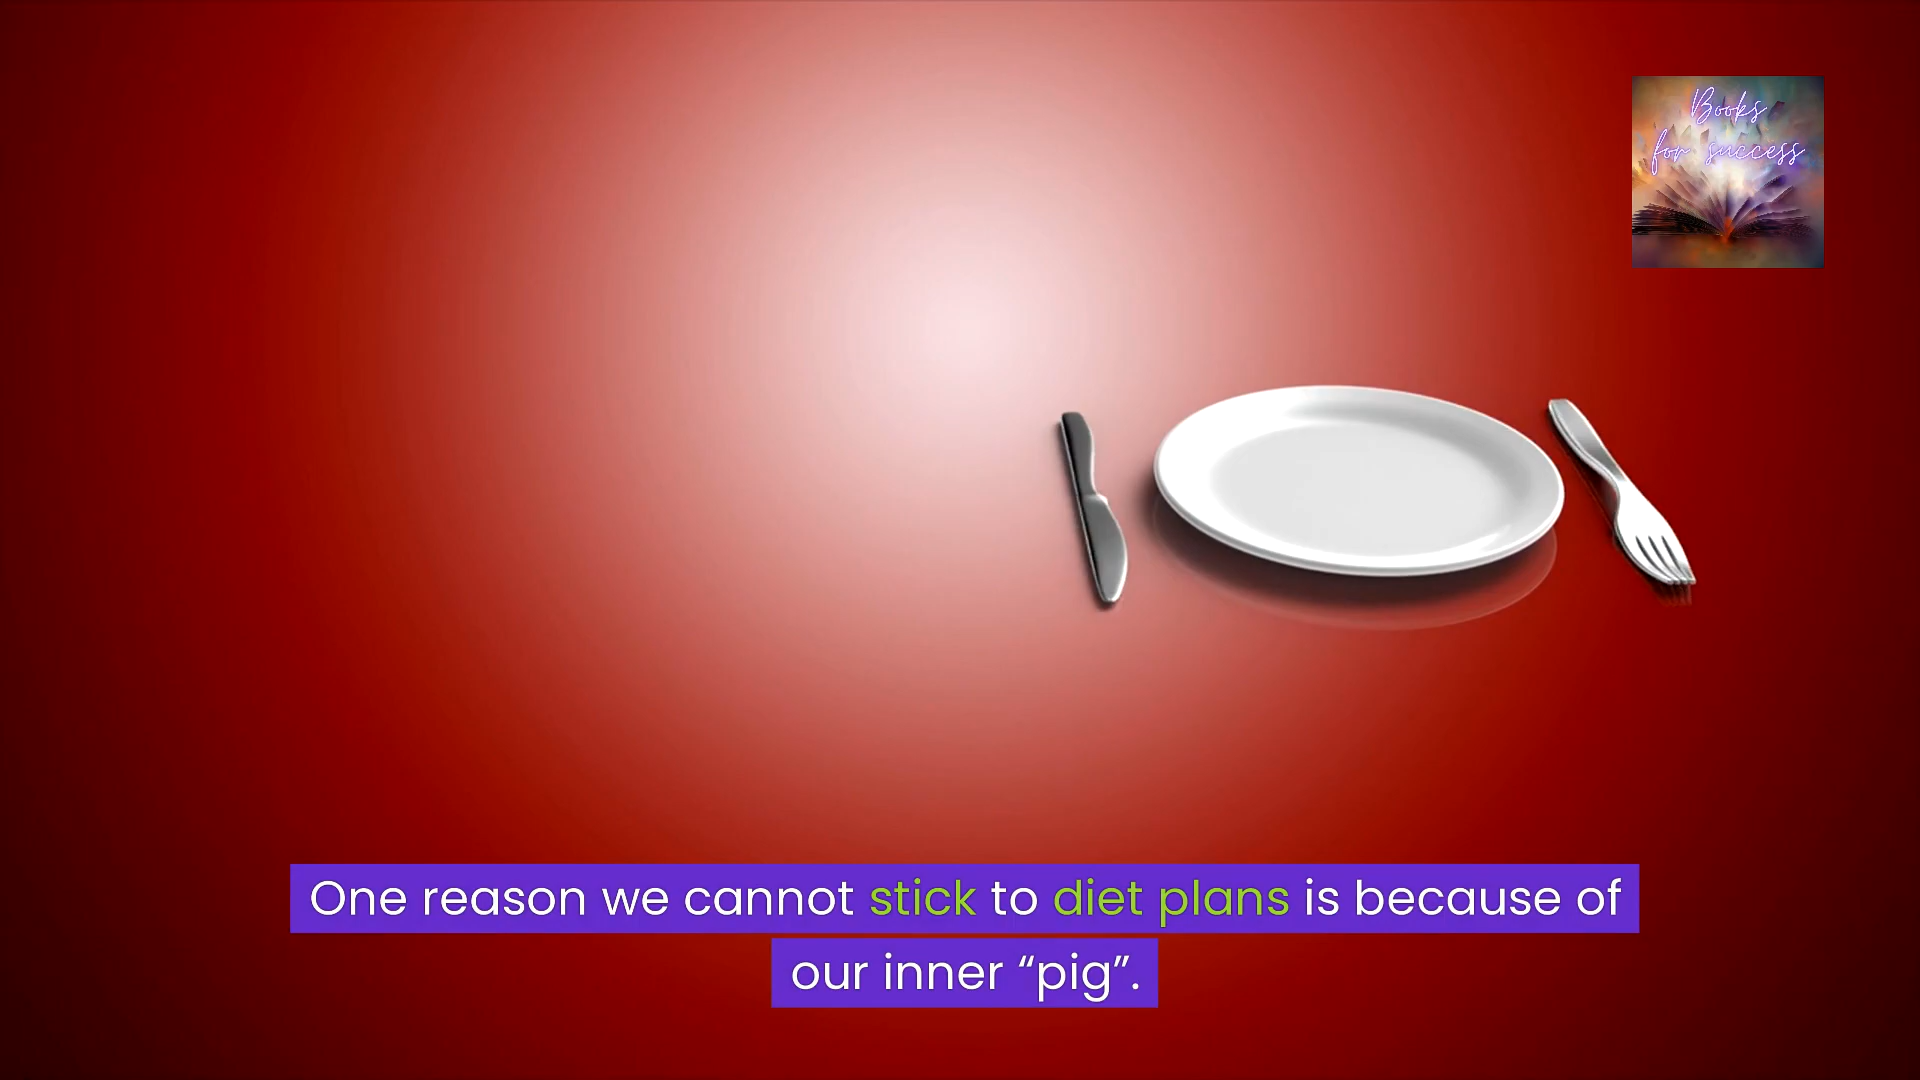 Books
for success
One reason we cannot stick to diet plans is because of
our inner “pig”.